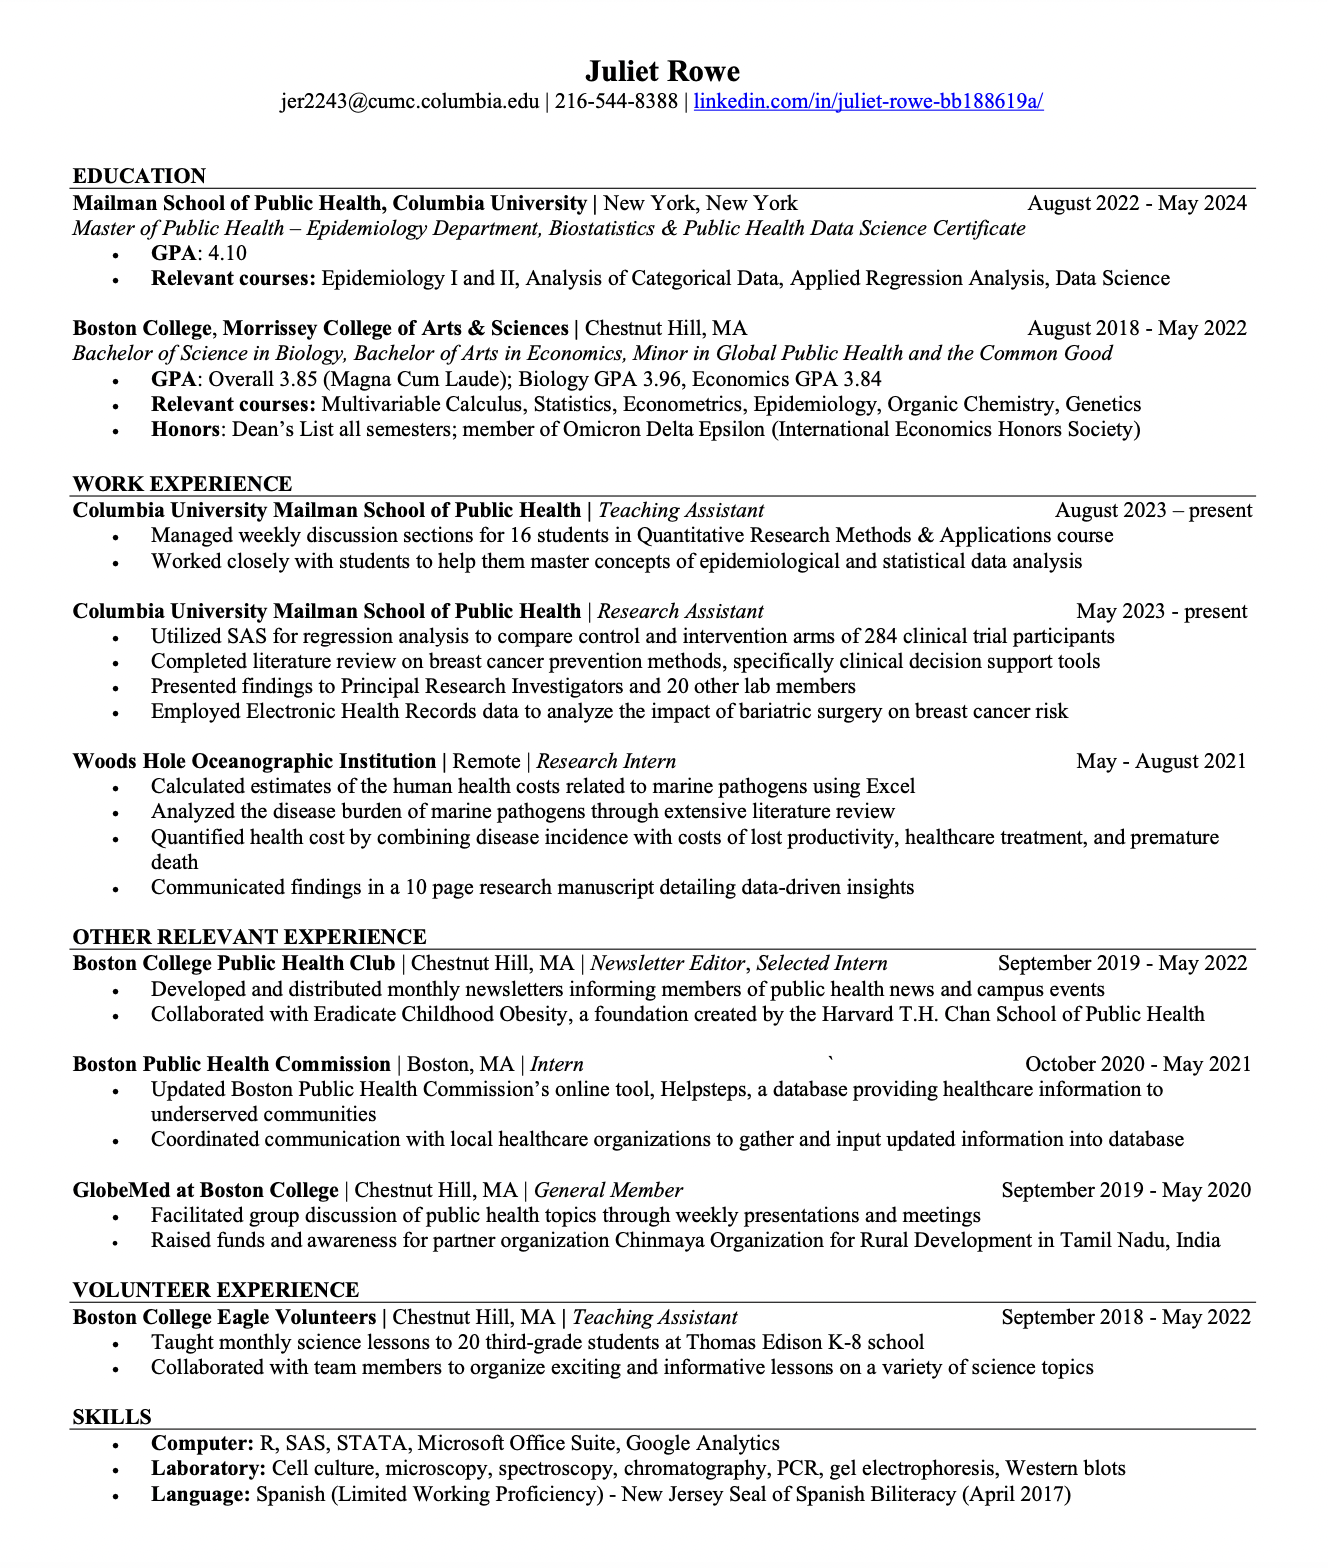 Juliet Rowe
jer2243@cumc.columbia.edu | 216-544-8388 | linkedin.com/in/juliet-rowe-bb188619a/
EDUCATION
Mailman School of Public Health, Columbia University | New York, New York August 2022 - May 2024
Master of Public Health – Epidemiology Department, Biostatistics & Public Health Data Science Certificate
• GPA: 4.10
• Relevant courses: Epidemiology I and II, Analysis of Categorical Data, Applied Regression Analysis, Data Science
Boston College, Morrissey College of Arts & Sciences | Chestnut Hill, MA August 2018 - May 2022
Bachelor of Science in Biology, Bachelor of Arts in Economics, Minor in Global Public Health and the Common Good
• GPA: Overall 3.85 (Magna Cum Laude); Biology GPA 3.96, Economics GPA 3.84
• Relevant courses: Multivariable Calculus, Statistics, Econometrics, Epidemiology, Organic Chemistry, Genetics
• Honors: Dean’s List all semesters; member of Omicron Delta Epsilon (International Economics Honors Society)
WORK EXPERIENCE
Columbia University Mailman School of Public Health | Teaching Assistant August 2023 – present
• Managed weekly discussion sections for 16 students in Quantitative Research Methods & Applications course
• Worked closely with students to help them master concepts of epidemiological and statistical data analysis
Columbia University Mailman School of Public Health | Research Assistant May 2023 - present
• Utilized SAS for regression analysis to compare control and intervention arms of 284 clinical trial participants
• Completed literature review on breast cancer prevention methods, specifically clinical decision support tools
• Presented findings to Principal Research Investigators and 20 other lab members
• Employed Electronic Health Records data to analyze the impact of bariatric surgery on breast cancer risk
Woods Hole Oceanographic Institution | Remote | Research Intern May - August 2021
• Calculated estimates of the human health costs related to marine pathogens using Excel
• Analyzed the disease burden of marine pathogens through extensive literature review
• Quantified health cost by combining disease incidence with costs of lost productivity, healthcare treatment, and premature
death
• Communicated findings in a 10 page research manuscript detailing data-driven insights
OTHER RELEVANT EXPERIENCE
Boston College Public Health Club | Chestnut Hill, MA | Newsletter Editor, Selected Intern September 2019 - May 2022
• Developed and distributed monthly newsletters informing members of public health news and campus events
• Collaborated with Eradicate Childhood Obesity, a foundation created by the Harvard T.H. Chan School of Public Health
Boston Public Health Commission | Boston, MA | Intern ` October 2020 - May 2021
• Updated Boston Public Health Commission’s online tool, Helpsteps, a database providing healthcare information to
underserved communities
• Coordinated communication with local healthcare organizations to gather and input updated information into database
GlobeMed at Boston College | Chestnut Hill, MA | General Member September 2019 - May 2020
• Facilitated group discussion of public health topics through weekly presentations and meetings
• Raised funds and awareness for partner organization Chinmaya Organization for Rural Development in Tamil Nadu, India
VOLUNTEER EXPERIENCE
Boston College Eagle Volunteers | Chestnut Hill, MA | Teaching Assistant September 2018 - May 2022
• Taught monthly science lessons to 20 third-grade students at Thomas Edison K-8 school
• Collaborated with team members to organize exciting and informative lessons on a variety of science topics
SKILLS
• Computer: R, SAS, STATA, Microsoft Office Suite, Google Analytics
• Laboratory: Cell culture, microscopy, spectroscopy, chromatography, PCR, gel electrophoresis, Western blots
• Language: Spanish (Limited Working Proficiency) - New Jersey Seal of Spanish Biliteracy (April 2017)